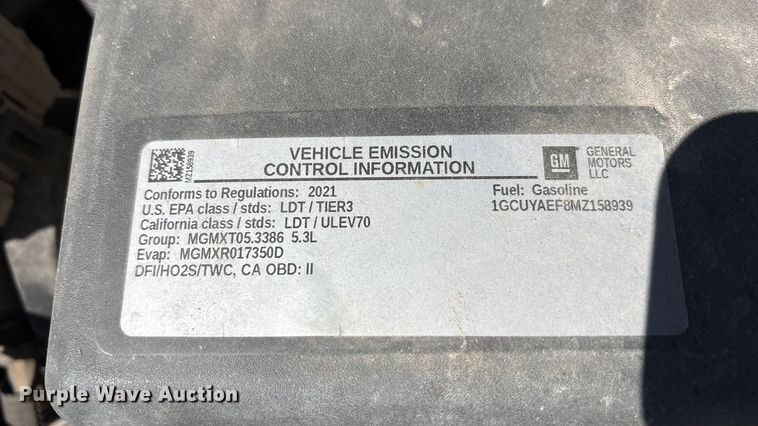 VEHICLE EMISSION
CONTROL INFORMATION
MZ158939
GM
GENERAL
MOTORS
LLC
Conforms to Regulations: 2021
U.S. EPA class / stds: LDT / TIER3
California class / stds: LDT / ULEV70
Group: MGMXT05.3386 5.3L
Evap: MGMXR017350D
DFI/HO2S/TWC, CA OBD: II
Fuel: Gasoline
1GCUYAEF8MZ158939
Purple Wave Auction